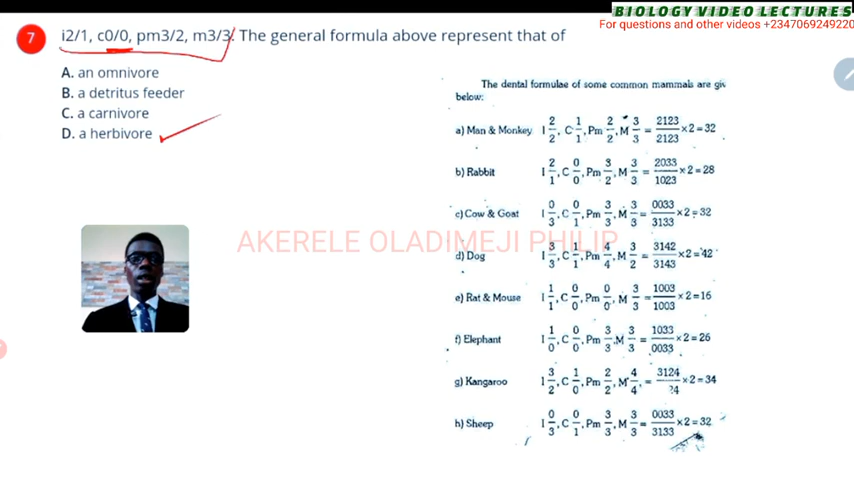 BIOLOGY VIDEO LECTURES
For questions and other videos +2347069249220
7 i2/1, c0/0, pm3/2, m3/3. The general formula above represent that of
A. an omnivore
B. a detritus feeder
C. a carnivore
D. a herbivore
The dental formulae of some common mammals are giv
below:
a) Man & Monkey I 2/2, C 1/1, Pm 2/2, M 3/3 = 2123/2123 × 2 = 32
b) Rabbit I 2/1, C 0/0, Pm 3/2, M 3/3 = 2033/1023 × 2 = 28
c) Cow & Goat I 0/3, C 0/1, Pm 3/3, M 3/3 = 0033/3133 × 2 = 32
AKERELE OLADIMEJI PHILIP
d) Dog I 3/3, C 1/1, Pm 4/4, M 3/2 = 3142/3143 × 2 = 42
e) Rat & Mouse I 1/1, C 0/0, Pm 0/0, M 3/3 = 1003/1003 × 2 = 16
f) Elephant I 1/0, C 0/0, Pm 3/3, M 3/3 = 1033/0033 × 2 = 26
g) Kangaroo I 3/2, C 1/0, Pm 2/2, M 4/4, = 3124/24 × 2 = 34
h) Sheep I 0/3, C 0/1, Pm 3/3, M 3/3 = 0033/3133 × 2 = 32